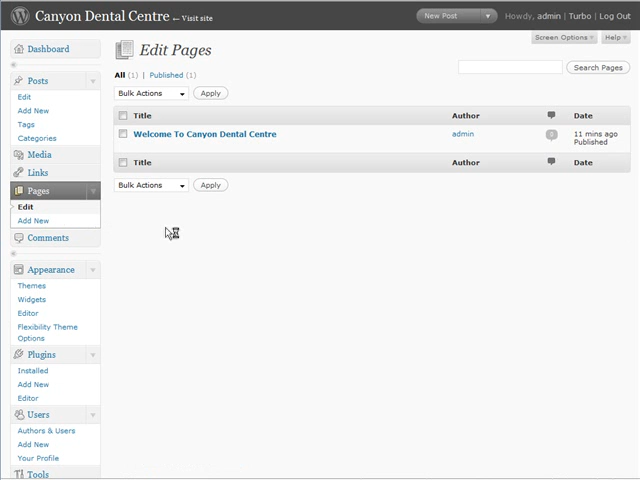 Canyon Dental Centre ← Visit site
New Post
Howdy, admin | Turbo | Log Out
Screen Options
Help
Dashboard
Posts
Edit
Add New
Tags
Categories
Media
Links
Pages
Edit
Add New
Comments
Appearance
Themes
Widgets
Editor
Flexibility Theme
Options
Plugins
Installed
Add New
Editor
Users
Authors & Users
Add New
Your Profile
Tools
Edit Pages
All (1) | Published (1)
Search Pages
Bulk Actions
Apply
Title Author Date
Welcome To Canyon Dental Centre admin 0 11 mins ago
Published
Title Author Date
Bulk Actions
Apply